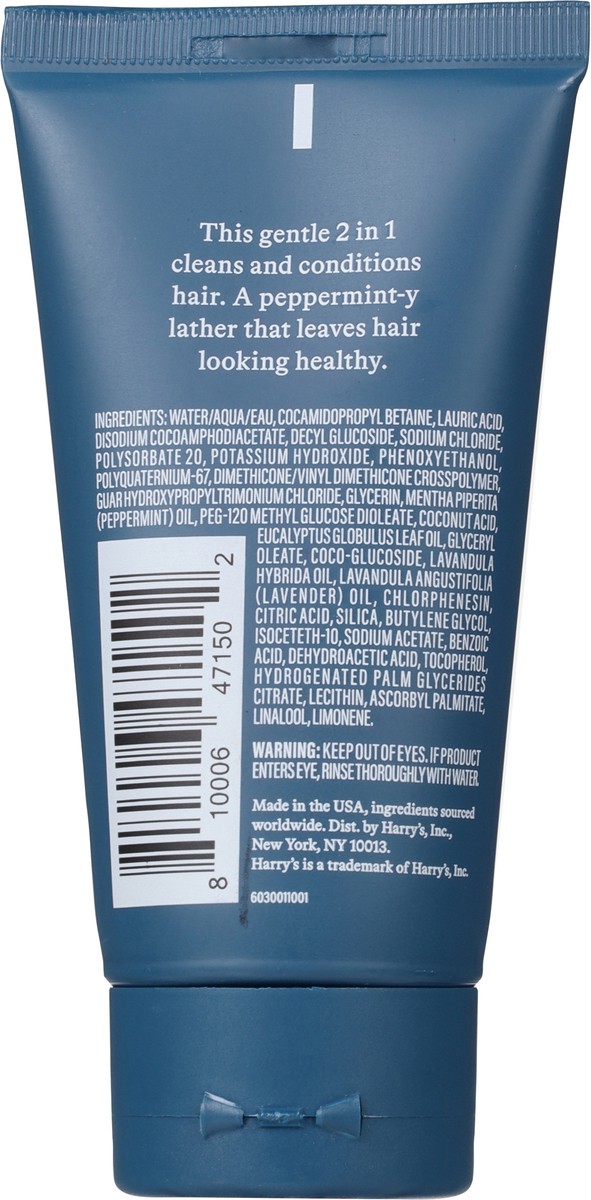 This gentle 2 in 1
cleans and conditions
hair. A peppermint-y
lather that leaves hair
looking healthy.
INGREDIENTS: WATER/AQUA/EAU, COCAMIDOPROPYL BETAINE, LAURIC ACID,
DISODIUM COCOAMPHODIACETATE, DECYL GLUCOSIDE, SODIUM CHLORIDE,
POLYSORBATE 20, POTASSIUM HYDROXIDE, PHENOXYETHANOL,
POLYQUATERNIUM-67, DIMETHICONE/VINYL DIMETHICONE CROSSPOLYMER,
GUAR HYDROXYPROPYLTRIMONIUM CHLORIDE, GLYCERIN, MENTHA PIPERITA
(PEPPERMINT) OIL, PEG-120 METHYL GLUCOSE DIOLEATE, COCONUT ACID,
EUCALYPTUS GLOBULUS LEAF OIL, GLYCERYL
OLEATE, COCO-GLUCOSIDE, LAVANDULA
HYBRIDA OIL, LAVANDULA ANGUSTIFOLIA
(LAVENDER) OIL, CHLORPHENESIN,
CITRIC ACID, SILICA, BUTYLENE GLYCOL,
ISOCETETH-10, SODIUM ACETATE, BENZOIC
ACID, DEHYDROACETIC ACID, TOCOPHEROL,
HYDROGENATED PALM GLYCERIDES
CITRATE, LECITHIN, ASCORBYL PALMITATE,
LINALOOL, LIMONENE.
WARNING: KEEP OUT OF EYES. IF PRODUCT
ENTERS EYE, RINSE THOROUGHLY WITH WATER.
Made in the USA, ingredients sourced
worldwide. Dist. by Harry's, Inc.,
New York, NY 10013.
Harry's is a trademark of Harry's, Inc.
6030011001
8 10006 47150 2